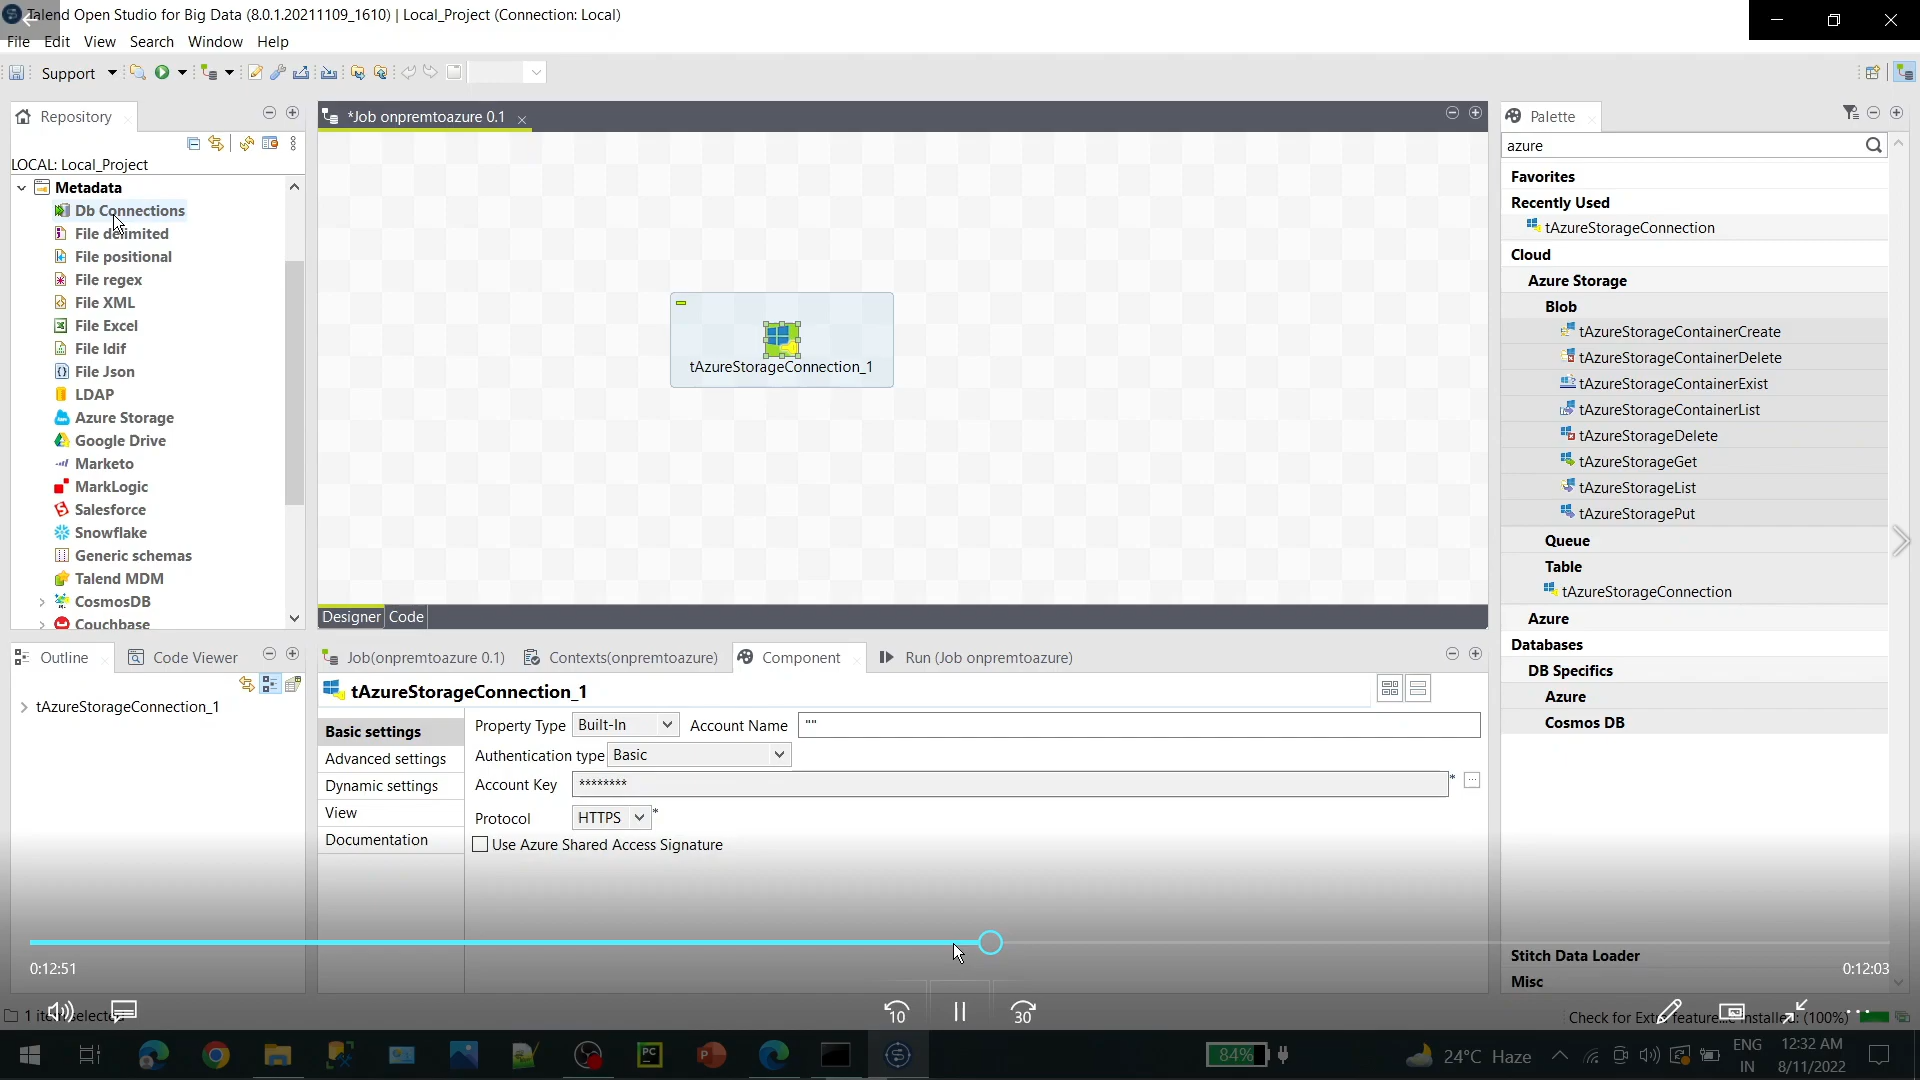 Talend Open Studio for Big Data (8.0.1.20211109_1610) | Local_Project (Connection: Local)
File Edit View Search Window Help
Support
Repository
LOCAL: Local_Project
Metadata
Db Connections
File delimited
File positional
File regex
File XML
File Excel
File ldif
File Json
LDAP
Azure Storage
Google Drive
Marketo
MarkLogic
Salesforce
Snowflake
Generic schemas
Talend MDM
CosmosDB
Couchbase
Outline
Code Viewer
tAzureStorageConnection_1
*Job onpremtoazure 0.1
tAzureStorageConnection_1
Designer Code
Job(onpremtoazure 0.1) Contexts(onpremtoazure) Component Run (Job onpremtoazure)
tAzureStorageConnection_1
Basic settings
Advanced settings
Dynamic settings
View
Documentation
Property Type Built-In Account Name ""
Authentication type Basic
Account Key ******** *
Protocol HTTPS *
Use Azure Shared Access Signature
Palette
azure
Favorites
Recently Used
tAzureStorageConnection
Cloud
Azure Storage
Blob
tAzureStorageContainerCreate
tAzureStorageContainerDelete
tAzureStorageContainerExist
tAzureStorageContainerList
tAzureStorageDelete
tAzureStorageGet
tAzureStorageList
tAzureStoragePut
Queue
Table
tAzureStorageConnection
Azure
Databases
DB Specifics
Azure
Cosmos DB
Stitch Data Loader
Misc
0:12:51
0:12:03
10
30
Check for (100%)
PC
84%
24°C Haze
ENG
IN
12:32 AM
8/11/2022